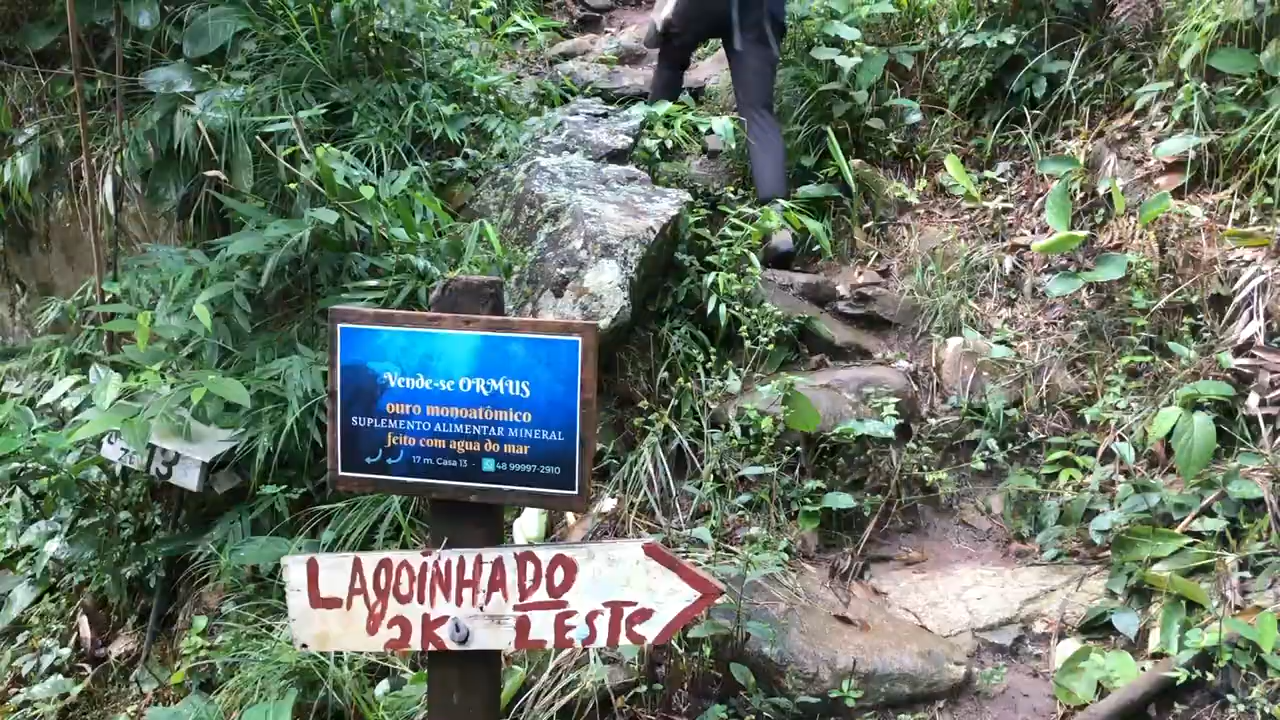 Vende-se ORMUS
ouro monoatômico
SUPLEMENTO ALIMENTAR MINERAL
feito com agua do mar
17 m. Casa 13 - 48 99997-2910
LAGOINHA DO
2K LESTE